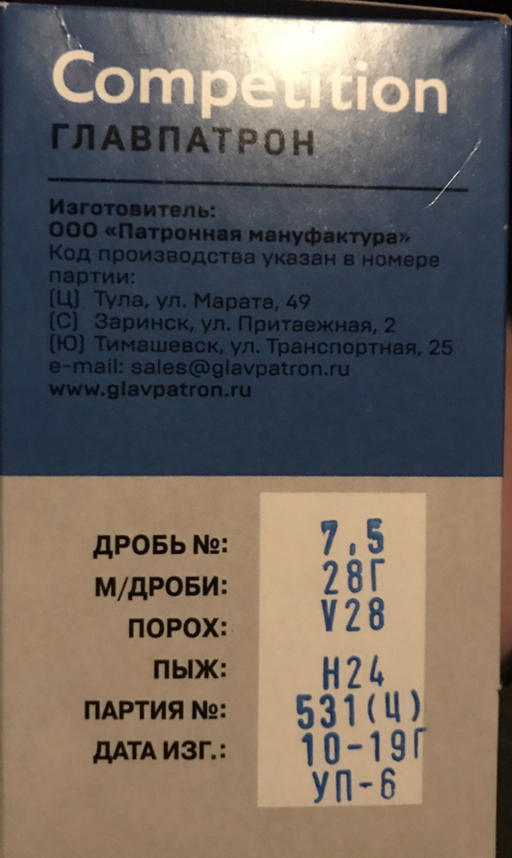 Competition
ГЛАВПАТРОН
Изготовитель:
ООО «Патронная мануфактура»
Код производства указан в номере
партии:
(Ц) Тула, ул. Марата, 49
(С) Заринск, ул. Притаежная, 2
(Ю) Тимашевск, ул. Транспортная, 25
e-mail: sales@glavpatron.ru
www.glavpatron.ru
ДРОБЬ №: 7,5
М/ДРОБИ: 28Г
ПОРОХ: V28
ПЫЖ: Н24
ПАРТИЯ №: 531(Ц)
ДАТА ИЗГ.: 10-19Г
УП-6